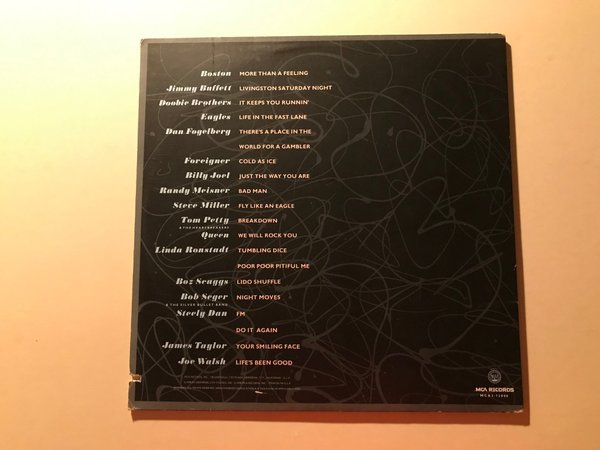 Boston MORE THAN A FEELING
Jimmy Buffett LIVINGSTON SATURDAY NIGHT
Doobie Brothers IT KEEPS YOU RUNNIN'
Eagles LIFE IN THE FAST LANE
Dan Fogelberg THERE'S A PLACE IN THE
WORLD FOR A GAMBLER
Foreigner COLD AS ICE
Billy Joel JUST THE WAY YOU ARE
Randy Meisner BAD MAN
Steve Miller FLY LIKE AN EAGLE
Tom Petty BREAKDOWN
& THE HEARTBREAKERS
Queen WE WILL ROCK YOU
Linda Ronstadt TUMBLING DICE
POOR POOR PITIFUL ME
Boz Scaggs LIDO SHUFFLE
Bob Seger NIGHT MOVES
& THE SILVER BULLET BAND
Steely Dan FM
DO IT AGAIN
James Taylor YOUR SMILING FACE
Joe Walsh LIFE'S BEEN GOOD
MCA RECORDS
MCA2-12000